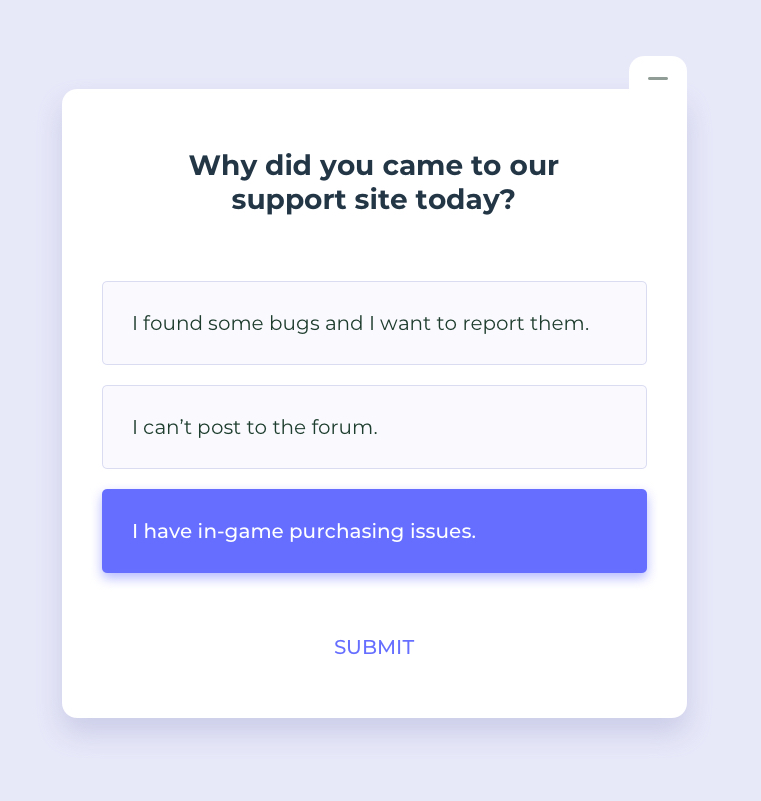 Why did you came to our
support site today?
I found some bugs and I want to report them.
I can’t post to the forum.
I have in-game purchasing issues.
SUBMIT